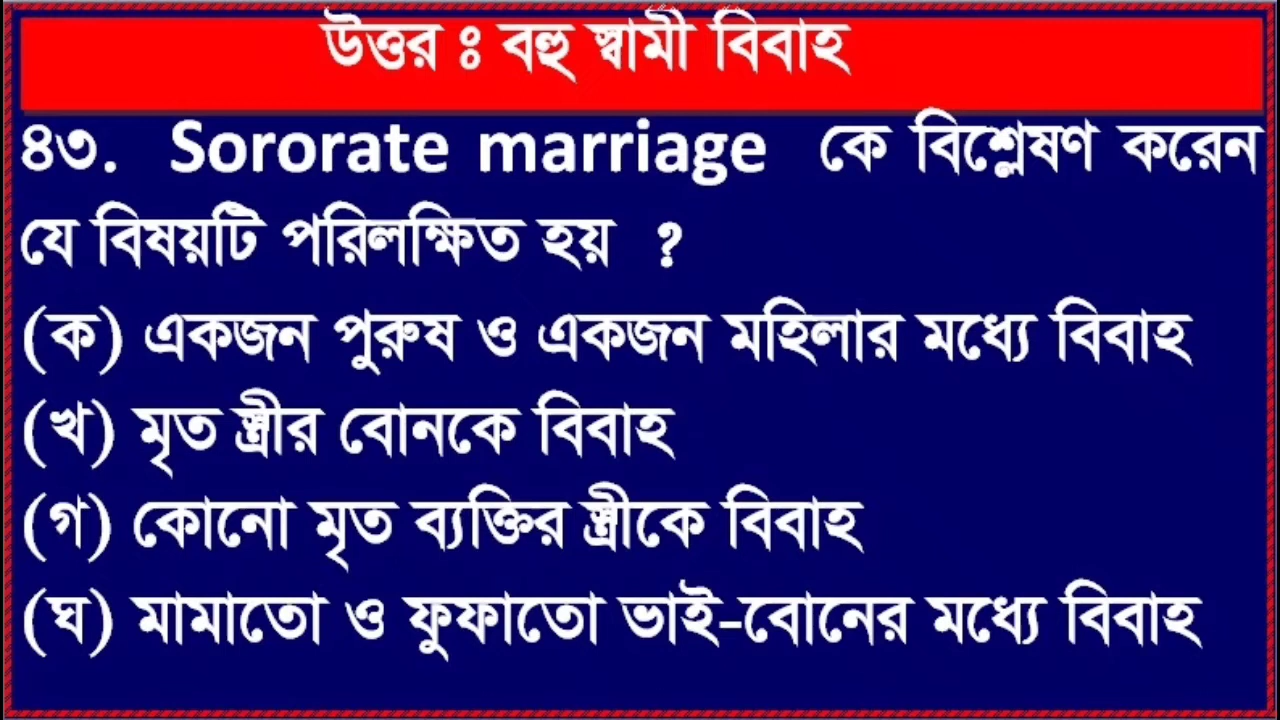 উত্তর ঃ বহু স্বামী বিবাহ
৪৩. Sororate marriage কে বিশ্লেষণ করেন
যে বিষয়টি পরিলক্ষিত হয় ?
(ক) একজন পুরুষ ও একজন মহিলার মধ্যে বিবাহ
(খ) মৃত স্ত্রীর বোনকে বিবাহ
(গ) কোনো মৃত ব্যক্তির স্ত্রীকে বিবাহ
(ঘ) মামাতো ও ফুফাতো ভাই-বোনের মধ্যে বিবাহ